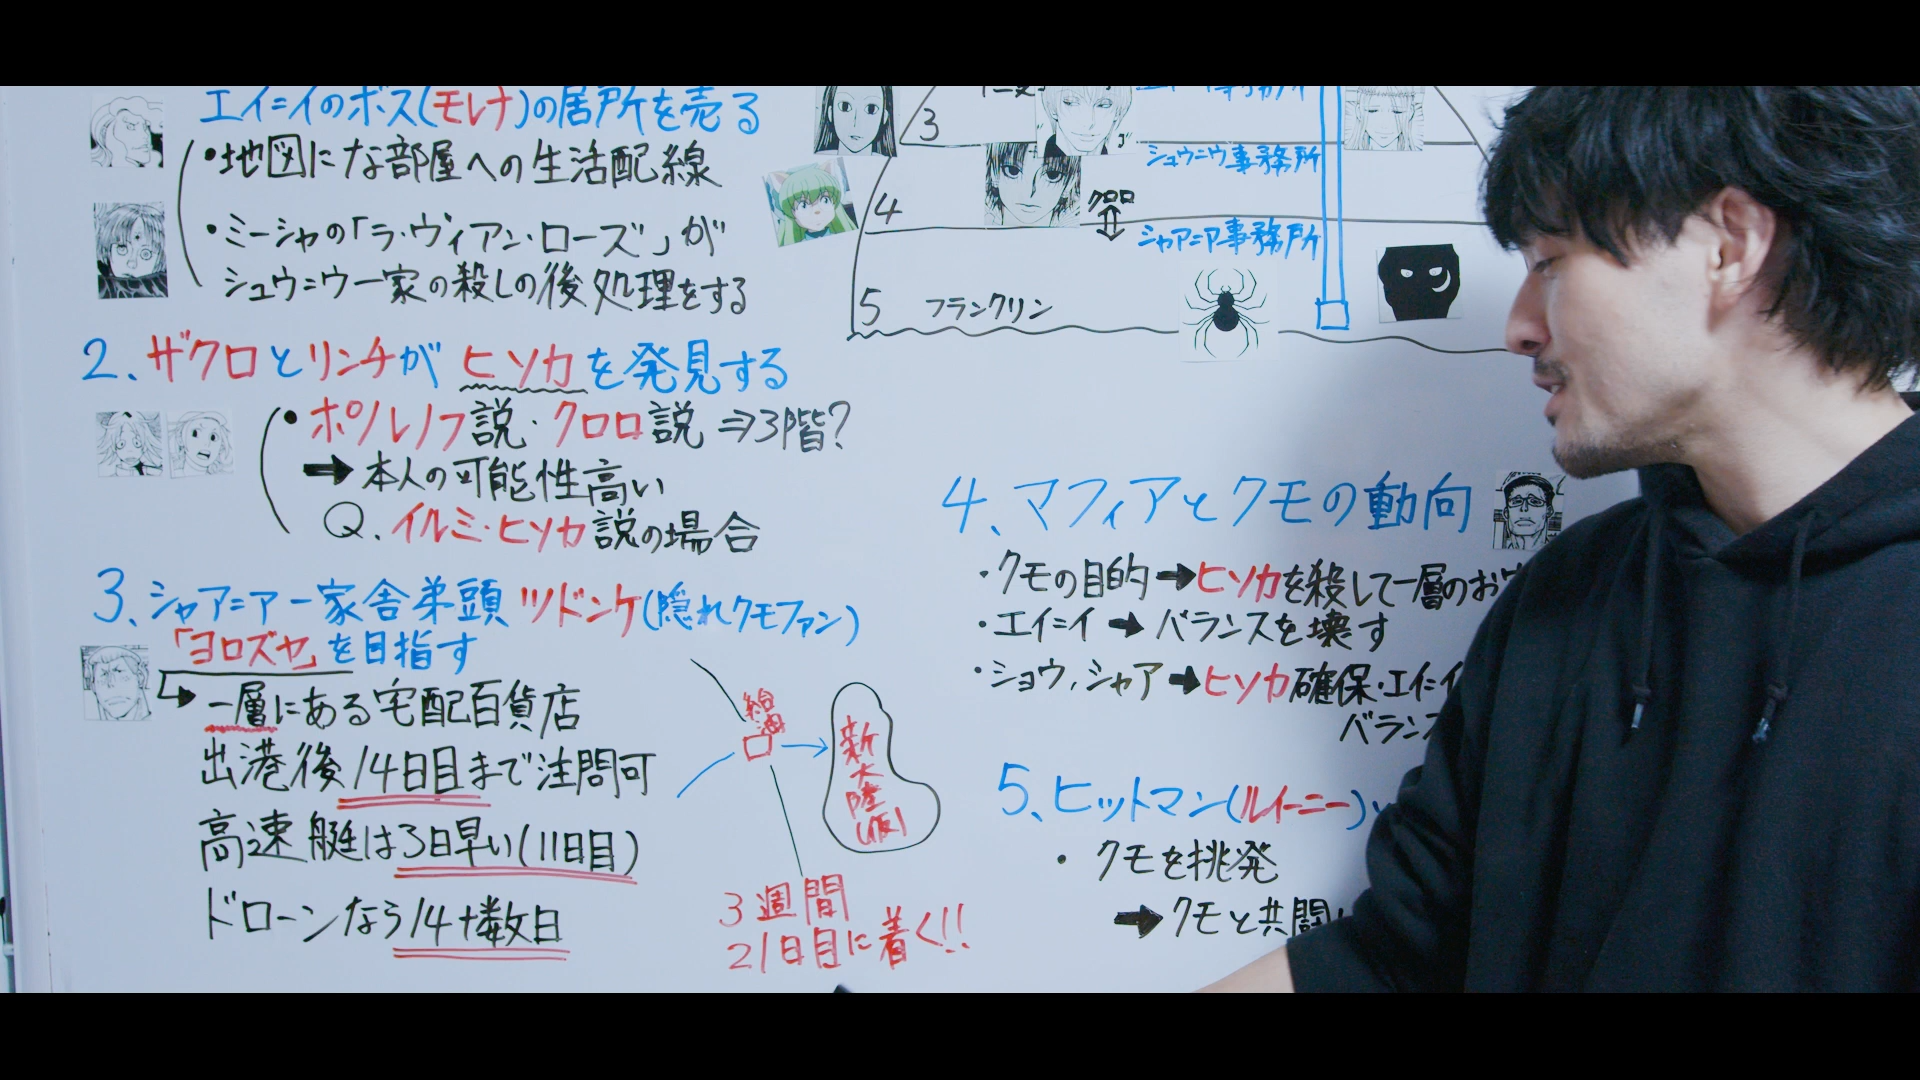 エイ=イのボス(モレナ)の居所を売る
・地図にな部屋への生活配線
・ミーシャの「ラ・ヴィアン・ローズ」が
シュウ=ウ一家の殺しの後処理をする
2、ザクロとリンチがヒソカを発見する
・ポノレノフ説・クロロ説⇒3階?
➡本人の可能性高い
Q.イルミ・ヒソカ説の場合
3、シャア=ア一家舎弟頭ツドンケ(隠れクモファン)
「ヨロズヤ」を目指す
一層にある宅配百貨店
出港後14日目まで注問可
高速艇は3日早い(11日目)
ドローンなら14+数日
給油
新大陸(仮)
3週間
21日目に着く!!
3
シュウ=ウ事務所
4
クロロ
シャア=ア事務所
5 フランクリン
4、マフィアとクモの動向
・クモの目的➡ヒソカを殺して一層のお
・エイ=イ➡バランスを壊す
・ショウ,シャア➡ヒソカ確保・エイ=イ
バランス
5、ヒットマン(ルイーニー)
・クモを挑発
➡クモと共闘